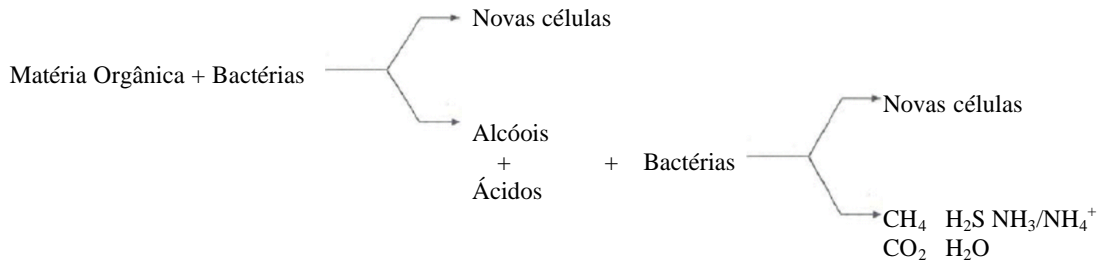 Novas células
Matéria Orgânica + Bactérias
Novas células
Alcóois
+ + Bactérias
Ácidos
CH₄ H₂S NH₃/NH₄⁺
CO₂ H₂O